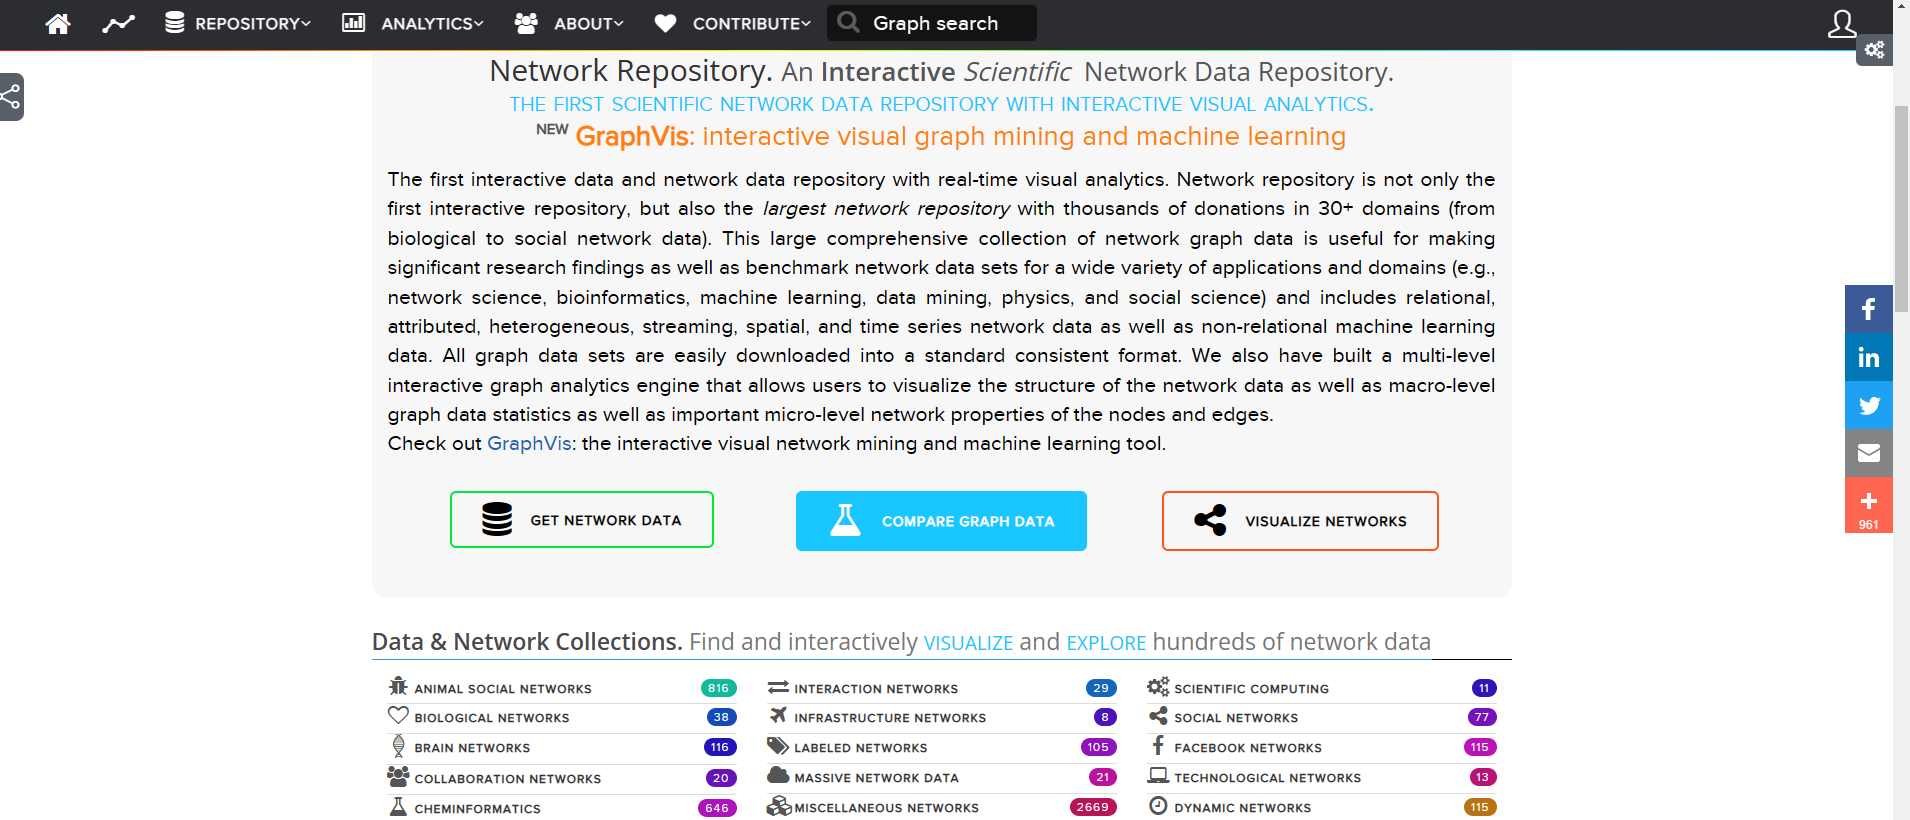 REPOSITORY ANALYTICS ABOUT CONTRIBUTE Graph search
Network Repository. An Interactive Scientific Network Data Repository.
THE FIRST SCIENTIFIC NETWORK DATA REPOSITORY WITH INTERACTIVE VISUAL ANALYTICS.
NEW GraphVis: interactive visual graph mining and machine learning
The first interactive data and network data repository with real-time visual analytics. Network repository is not only the
first interactive repository, but also the largest network repository with thousands of donations in 30+ domains (from
biological to social network data). This large comprehensive collection of network graph data is useful for making
significant research findings as well as benchmark network data sets for a wide variety of applications and domains (e.g.,
network science, bioinformatics, machine learning, data mining, physics, and social science) and includes relational,
attributed, heterogeneous, streaming, spatial, and time series network data as well as non-relational machine learning
data. All graph data sets are easily downloaded into a standard consistent format. We also have built a multi-level
interactive graph analytics engine that allows users to visualize the structure of the network data as well as macro-level
graph data statistics as well as important micro-level network properties of the nodes and edges.
Check out GraphVis: the interactive visual network mining and machine learning tool.
GET NETWORK DATA COMPARE GRAPH DATA VISUALIZE NETWORKS
961
Data & Network Collections. Find and interactively VISUALIZE and EXPLORE hundreds of network data
ANIMAL SOCIAL NETWORKS 816
BIOLOGICAL NETWORKS 38
BRAIN NETWORKS 116
COLLABORATION NETWORKS 20
CHEMINFORMATICS 646
INTERACTION NETWORKS 29
INFRASTRUCTURE NETWORKS 8
LABELED NETWORKS 105
MASSIVE NETWORK DATA 21
MISCELLANEOUS NETWORKS 2669
SCIENTIFIC COMPUTING 11
SOCIAL NETWORKS 77
FACEBOOK NETWORKS 115
TECHNOLOGICAL NETWORKS 13
DYNAMIC NETWORKS 115